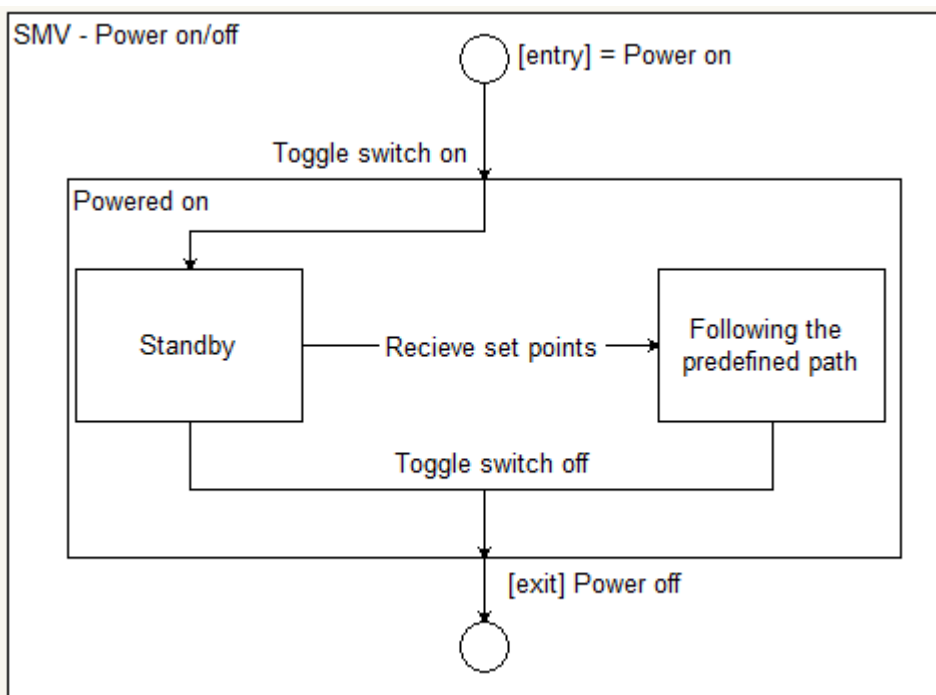 SMV - Power on/off
[entry] = Power on
Toggle switch on
Powered on
Standby
Recieve set points
Following the
predefined path
Toggle switch off
[exit] Power off